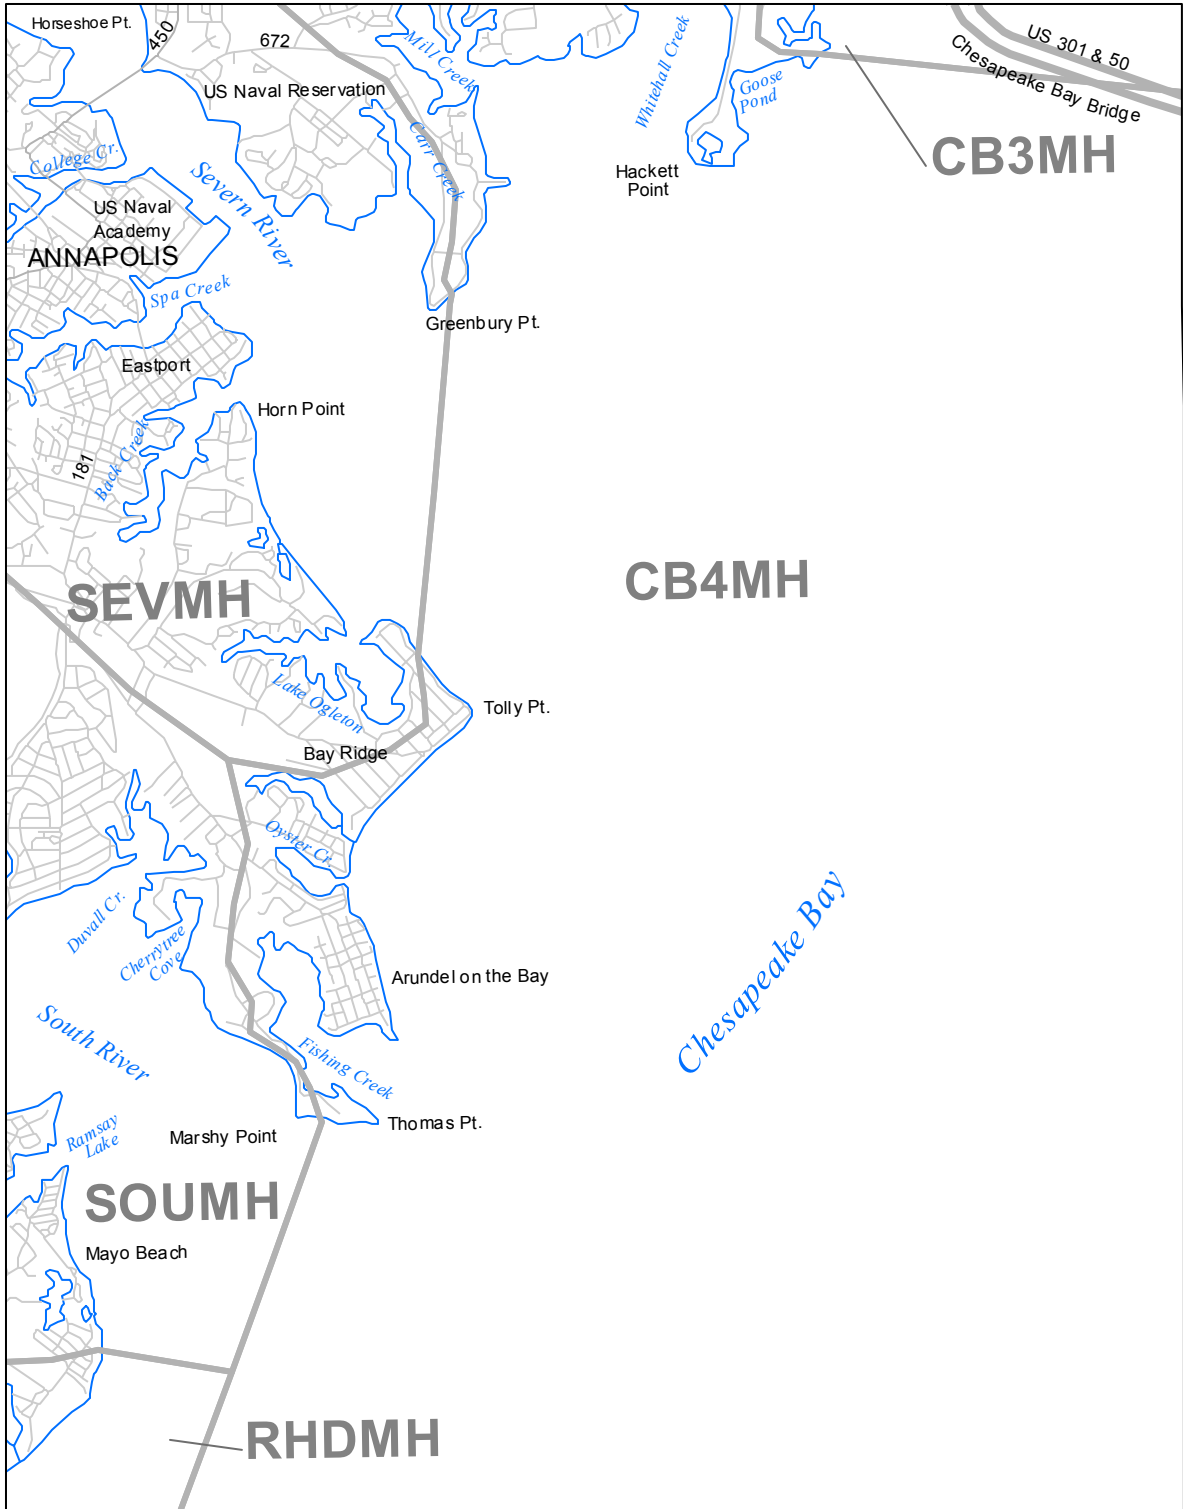 Horseshoe Pt.
450
672
Mill Creek
Whitehall Creek
US 301 & 50
Chesapeake Bay Bridge
US Naval Reservation
Goose
Pond
CB3MH
Carr Creek
College Cr.
Severn River
Hackett
Point
US Naval
Academy
ANNAPOLIS
Spa Creek
Greenbury Pt.
Eastport
Horn Point
181
Back Creek
SEVMH
CB4MH
Lake Ogleton
Tolly Pt.
Bay Ridge
Oyster Cr.
Duvall Cr.
Cherrytree
Cove
Chesapeake Bay
Arundel on the Bay
South River
Fishing Creek
Ramsay
Lake
Marshy Point
Thomas Pt.
SOUMH
Mayo Beach
RHDMH